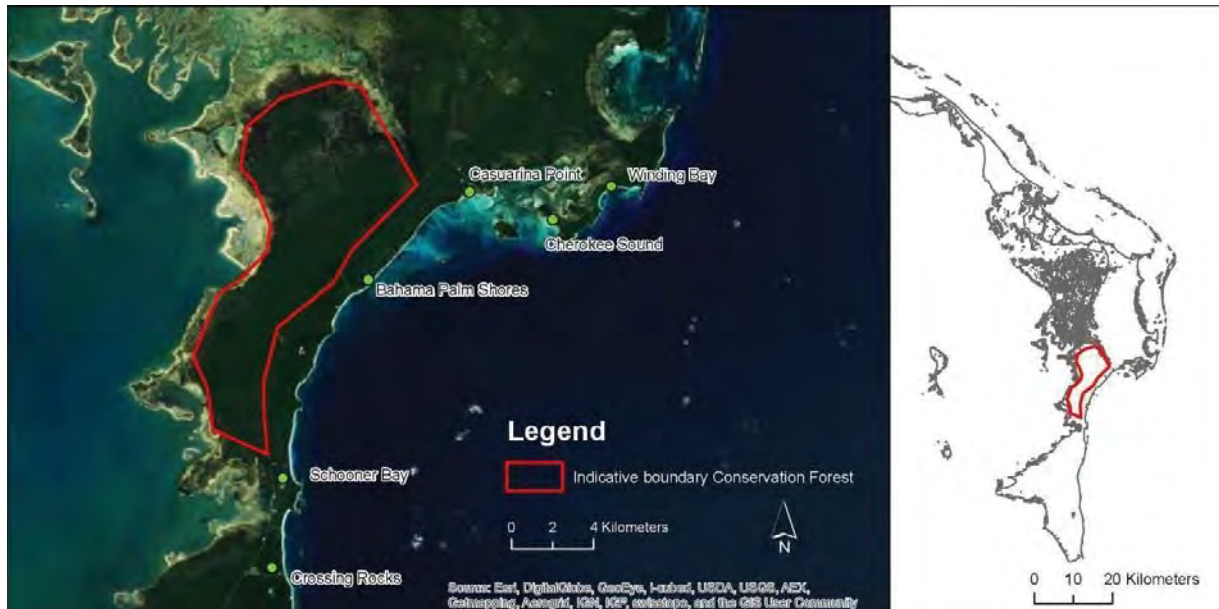 Casuarina Point
Winding Bay
Cherokee Sound
Bahama Palm Shores
Legend
Indicative boundary Conservation Forest
Schooner Bay
0 2 4 Kilometers
N
Crossing Rocks
Source: Esri, DigitalGlobe, GeoEye, i-cubed, USDA, USGS, AEX,
Getmapping, Aerogrid, IGN, IGP, swisstopo, and the GIS User Community
0 10 20 Kilometers